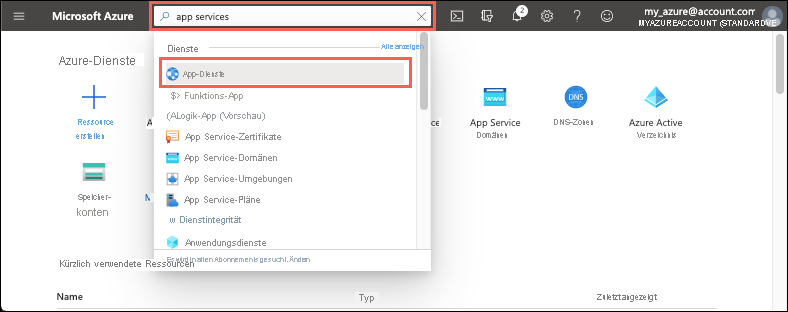 Microsoft Azure
app services
2
my_azure@account.com
MYAZUREACCOUNT (STANDARDVE
Dienste
Alle anzeigen
Azure-Dienste
App-Dienste
$> Funktions-App
(ALogik-App (Vorschau)
App Service-Zertifikate
App Service-Domänen
App Service-Umgebungen
App Service-Pläne
w Dienstintegrität
Anwendungsdienste
Es wird in allen Abonnements gesucht. Ändern
Ressource
erstellen
App Service
Domänen
DNS
DNS-Zonen
Azure Active
Verzeichnis
Speicher-
konten
Kürzlich verwendete Ressourcen
Name
Typ
Zuletzt angezeigt